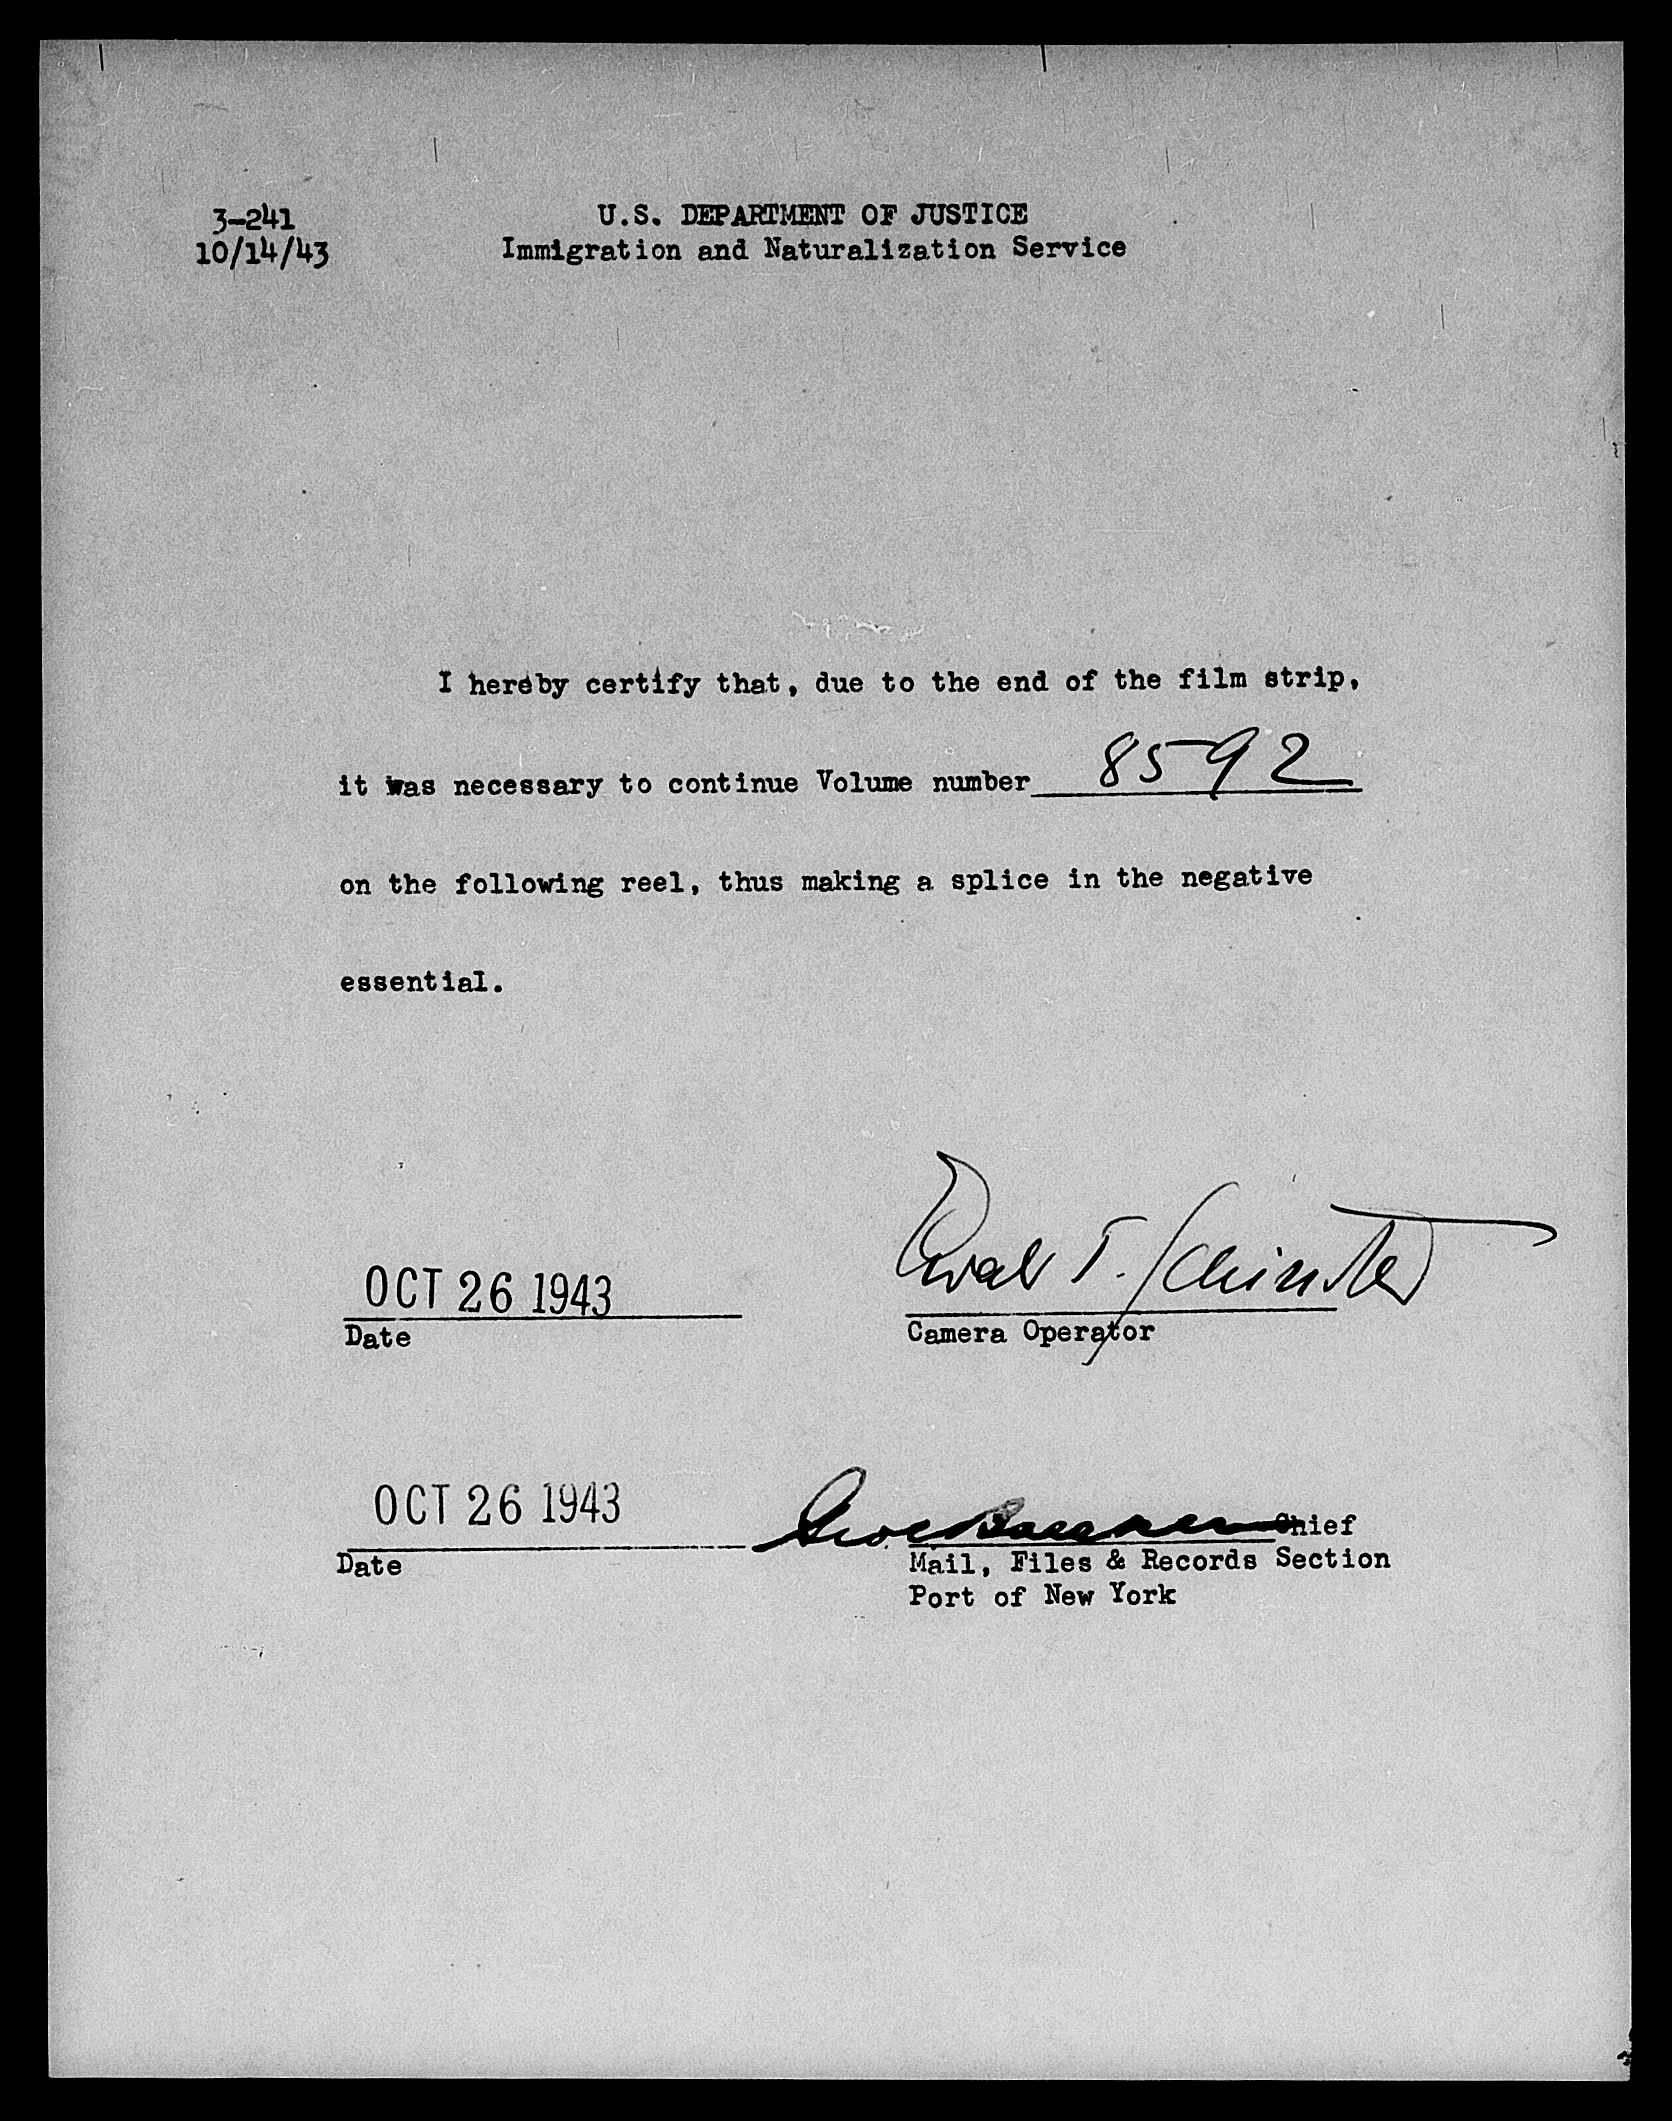 3-241
10/14/43
U.S. DEPARTMENT OF JUSTICE
Immigration and Naturalization Service
I hereby certify that, due to the end of the film strip,
it was necessary to continue Volume number 8592
on the following reel, thus making a splice in the negative
essential.
OCT 26 1943
Date
T.
Camera Operator
OCT 26 1943
Date
Chief
Mail, Files & Records Section
Port of New York